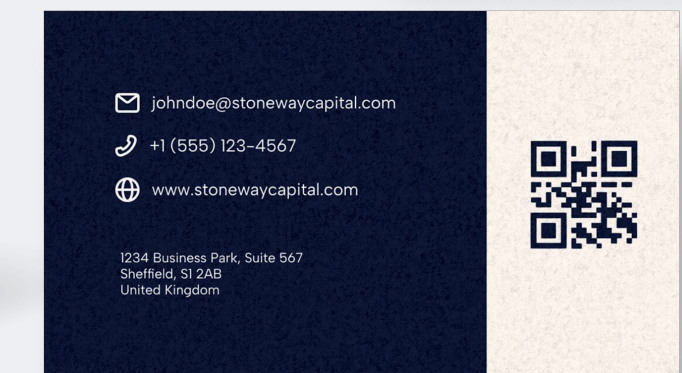 johndoe@stonewaycapital.com
+1 (555) 123-4567
www.stonewaycapital.com
1234 Business Park, Suite 567
Sheffield, S1 2AB
United Kingdom